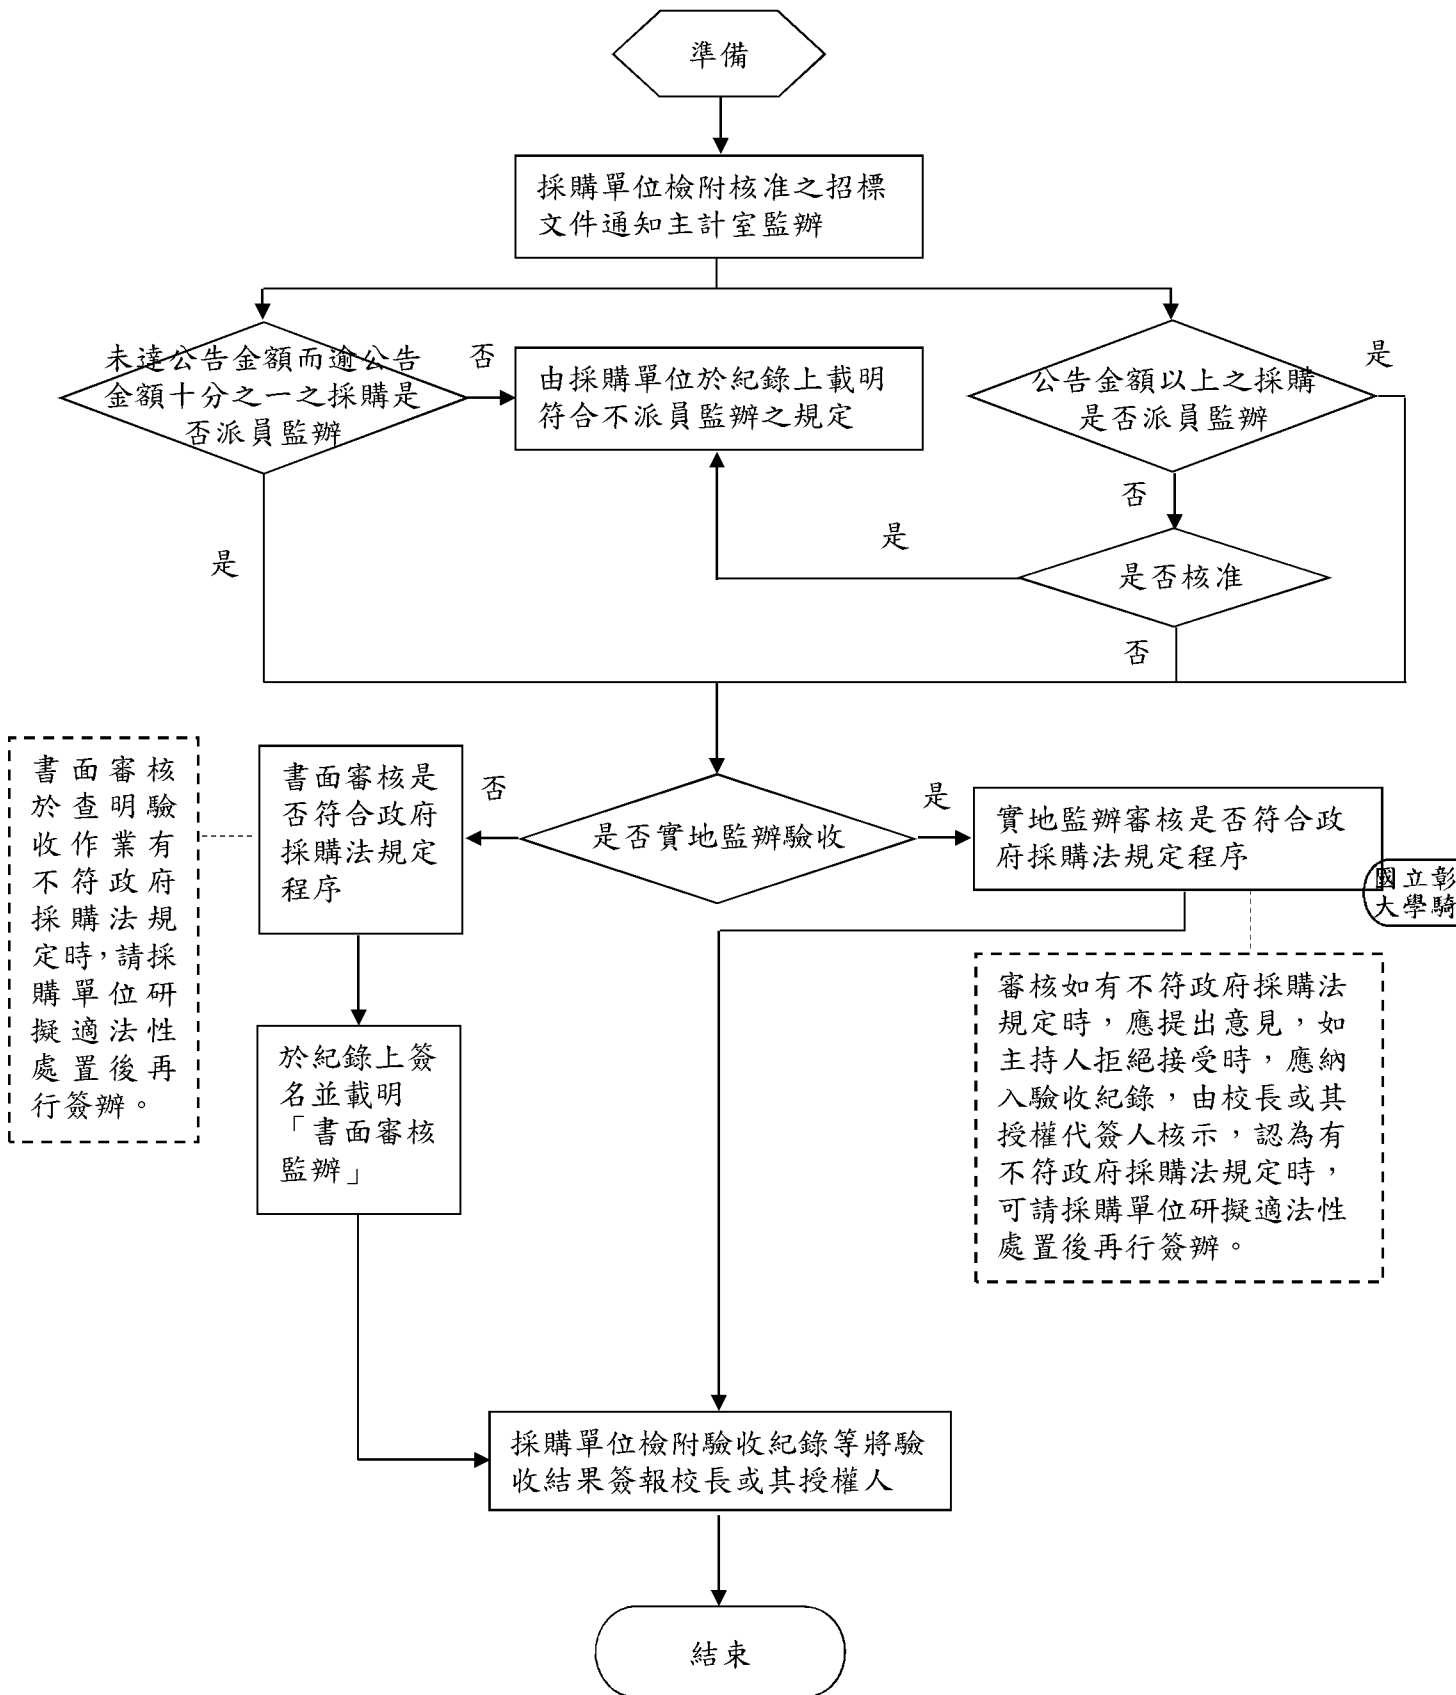 準備
採購單位檢附核准之招標
文件通知主計室監辦
未達公告金額而逾公告
金額十分之一之採購是
否派員監辦
否
由採購單位於紀錄上載明
符合不派員監辦之規定
公告金額以上之採購
是否派員監辦
是
否
是
是
是否核准
否
書面審核
於查明驗
收作業有
不符政府
採購法規
定時，請採
購單位研
擬適法性
處置後再
行簽辦。
書面審核是
否符合政府
採購法規定
程序
否
是否實地監辦驗收
是
實地監辦審核是否符合政
府採購法規定程序
國立彰
大學騎
於紀錄上簽
名並載明
「書面審核
監辦」
審核如有不符政府採購法
規定時，應提出意見，如
主持人拒絕接受時，應納
入驗收紀錄，由校長或其
授權代簽人核示，認為有
不符政府採購法規定時，
可請採購單位研擬適法性
處置後再行簽辦。
採購單位檢附驗收紀錄等將驗
收結果簽報校長或其授權人
結束